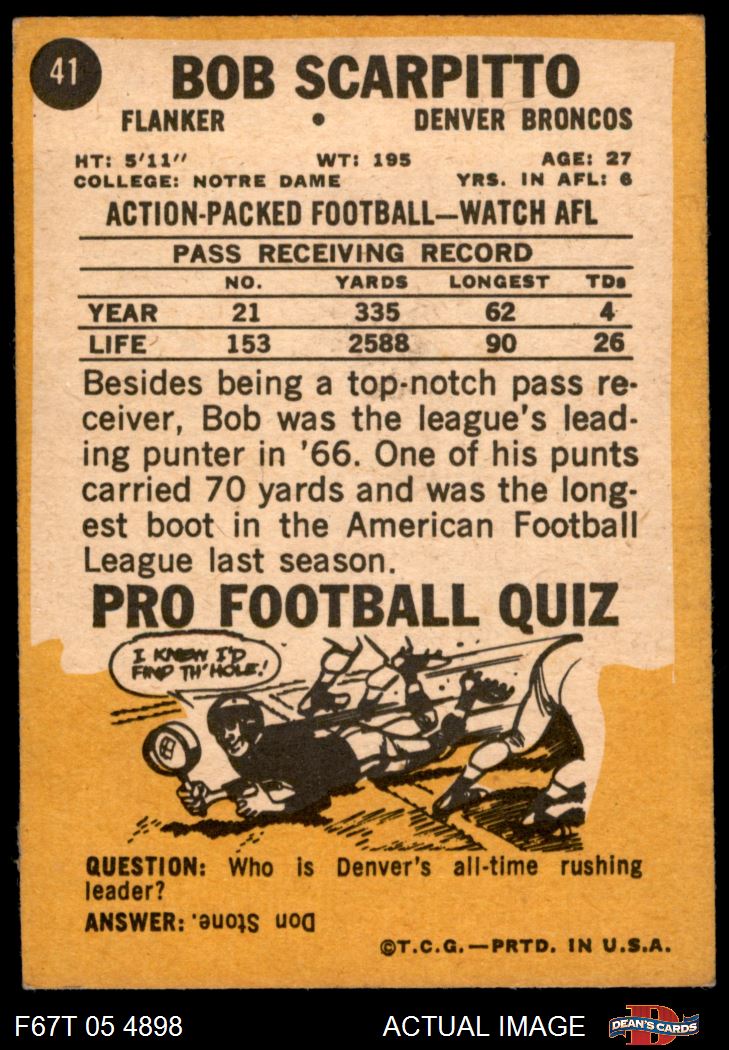 41
BOB SCARPITTO
FLANKER • DENVER BRONCOS
HT: 5'11" WT: 195 AGE: 27
COLLEGE: NOTRE DAME YRS. IN AFL: 6
ACTION-PACKED FOOTBALL—WATCH AFL
PASS RECEIVING RECORD
NO. YARDS LONGEST TDs
YEAR 21 335 62 4
LIFE 153 2588 90 26
Besides being a top-notch pass re-
ceiver, Bob was the league's lead-
ing punter in '66. One of his punts
carried 70 yards and was the long-
est boot in the American Football
League last season.
PRO FOOTBALL QUIZ
I KNEW I'D
FIND TH' HOLE!
QUESTION: Who is Denver's all-time rushing
leader?
ANSWER: Don Stone.
©T.C.G.—PRTD. IN U.S.A.
F67T 05 4898 ACTUAL IMAGE D DEAN'S CARDS